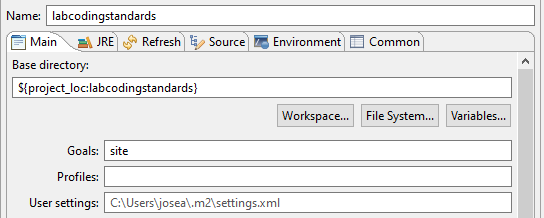 Name: labcodingstandards
Main JRE Refresh Source Environment Common
Base directory:
${project_loc:labcodingstandards}
Workspace... File System... Variables...
Goals: site
Profiles:
User settings: C:\Users\josea\.m2\settings.xml